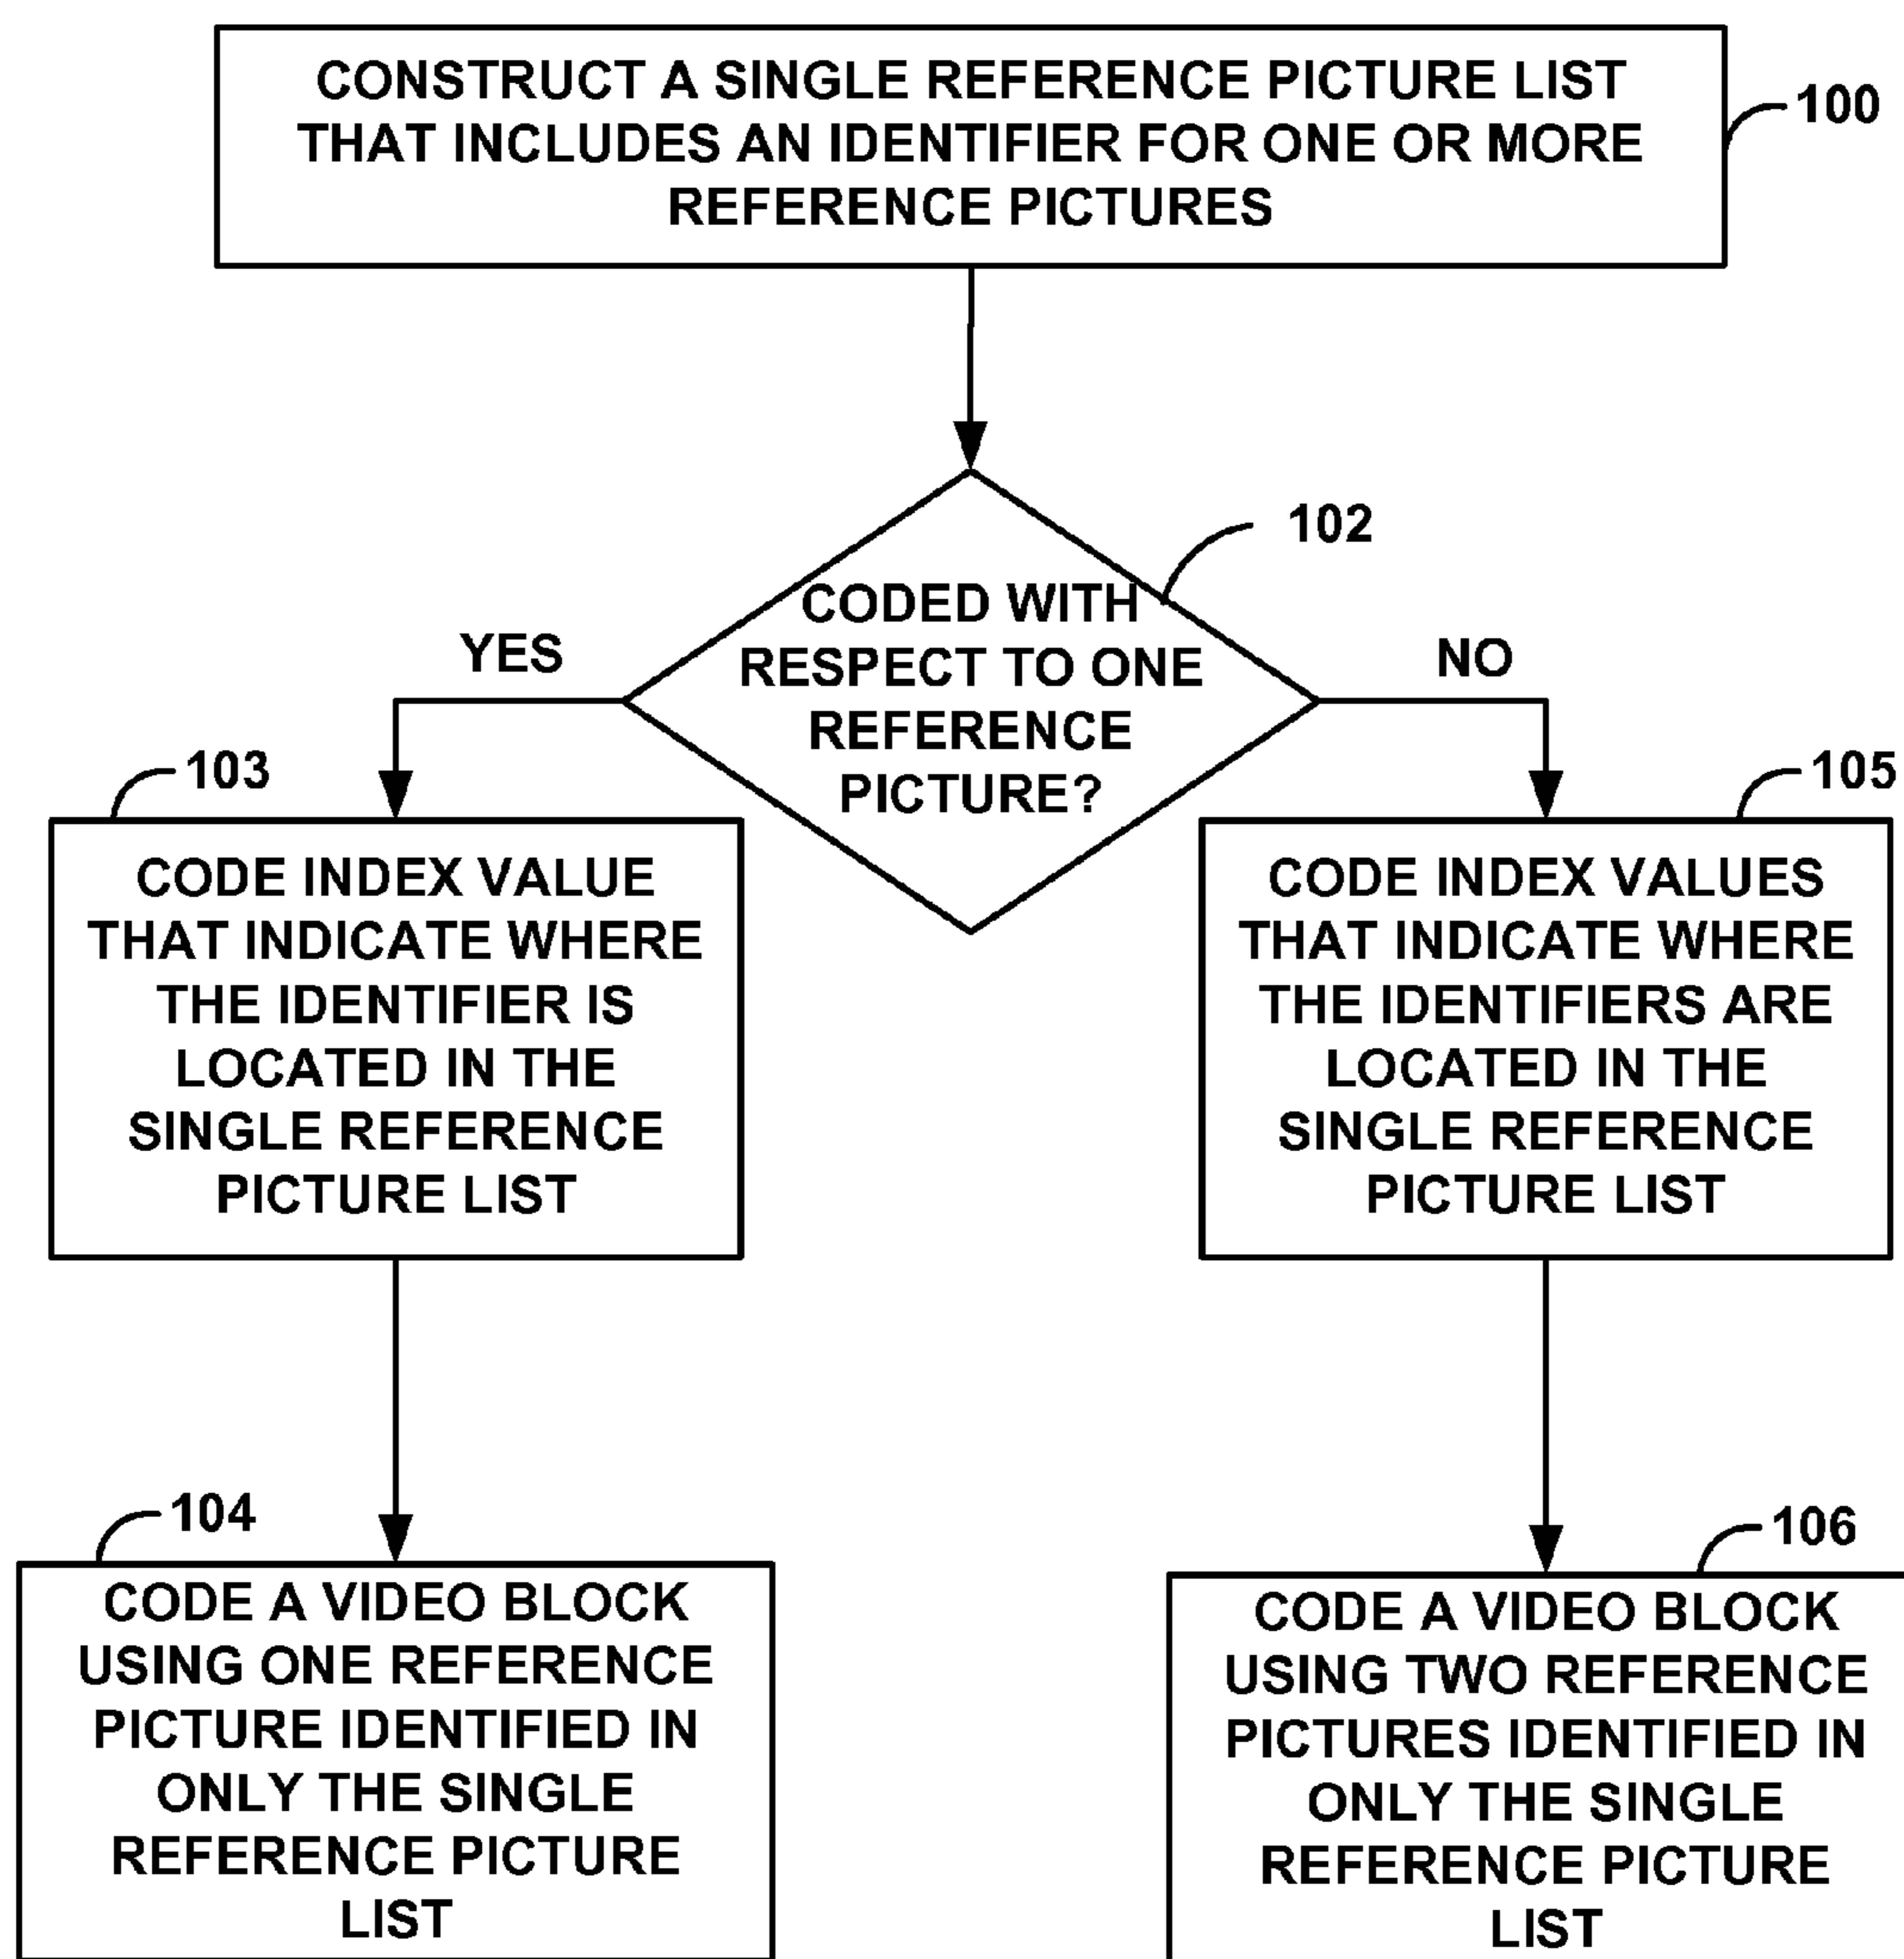 CONSTRUCT A SINGLE REFERENCE PICTURE LIST
THAT INCLUDES AN IDENTIFIER FOR ONE OR MORE
REFERENCE PICTURES
100
102
CODED WITH
RESPECT TO ONE
REFERENCE
PICTURE?
YES
NO
103
CODE INDEX VALUE
THAT INDICATE WHERE
THE IDENTIFIER IS
LOCATED IN THE
SINGLE REFERENCE
PICTURE LIST
105
CODE INDEX VALUES
THAT INDICATE WHERE
THE IDENTIFIERS ARE
LOCATED IN THE
SINGLE REFERENCE
PICTURE LIST
104
CODE A VIDEO BLOCK
USING ONE REFERENCE
PICTURE IDENTIFIED IN
ONLY THE SINGLE
REFERENCE PICTURE
LIST
106
CODE A VIDEO BLOCK
USING TWO REFERENCE
PICTURES IDENTIFIED IN
ONLY THE SINGLE
REFERENCE PICTURE
LIST